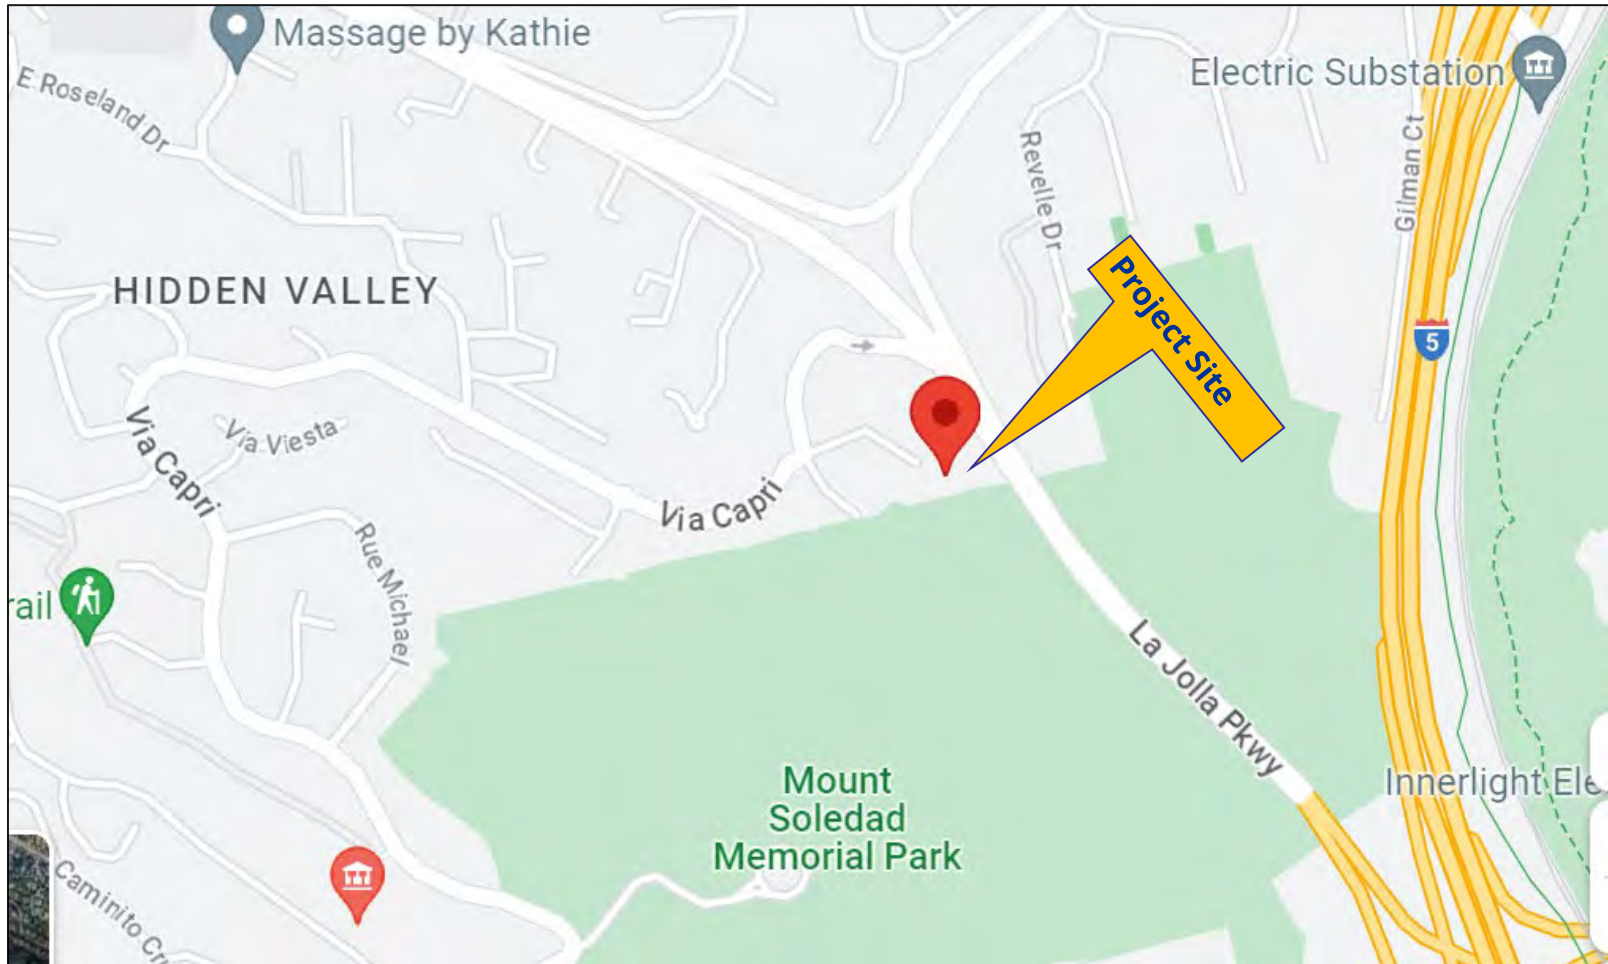 Massage by Kathie
Electric Substation
E Roseland Dr
Gilman Ct
Revelle Dr
HIDDEN VALLEY
Project Site
5
Via Capri
Via Viesta
Via Capri
Rue Michael
rail
La Jolla Pkwy
Mount
Soledad
Memorial Park
Innerlight Ele
Caminito Cr